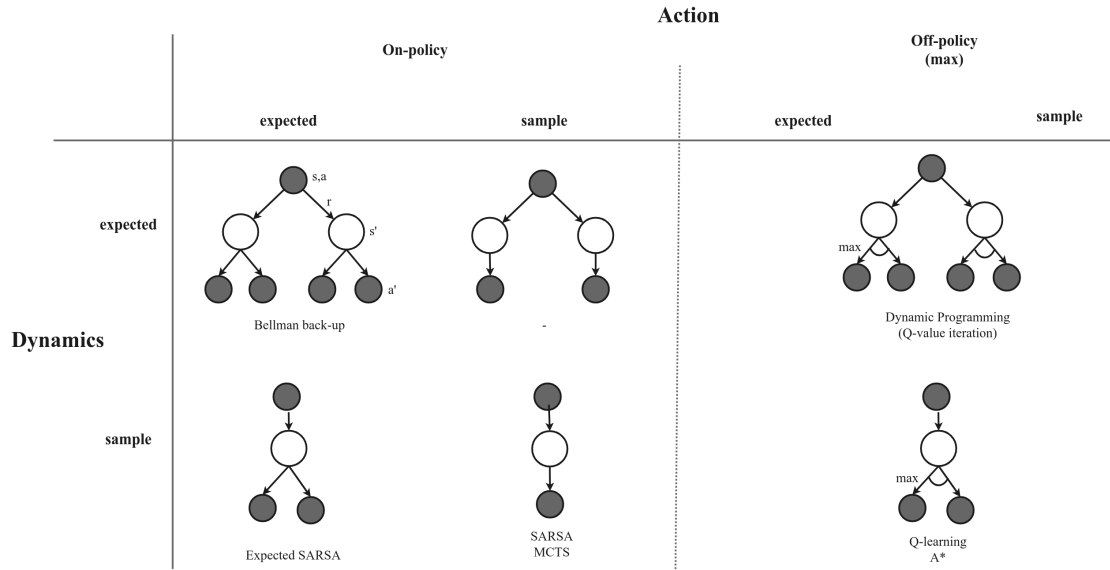 Action
On-policy
Off-policy
(max)
expected
sample
expected
sample
Dynamics
expected
s,a
r
s'
a'
Bellman back-up
-
max
Dynamic Programming
(Q-value iteration)
sample
Expected SARSA
SARSA
MCTS
max
Q-learning
A*